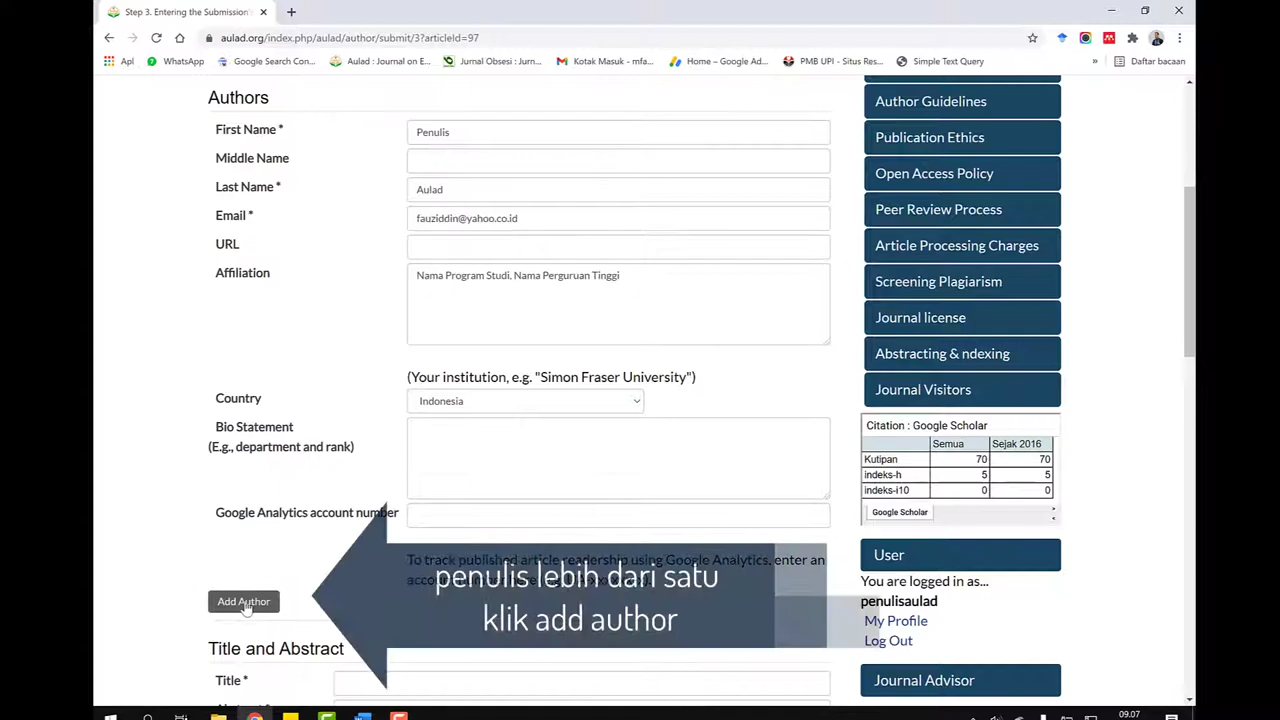 Step 3. Entering the Submission'
aulad.org/index.php/aulad/author/submit/3?articleId=97
Apl
WhatsApp
Google Search Con...
Aulad : Journal on E...
Jurnal Obsesi : Jurn...
Kotak Masuk - mfa...
Home – Google Ad...
PMB UPI - Situs Res...
Simple Text Query
»
Daftar bacaan
Authors
First Name *
Penulis
Middle Name
Last Name *
Aulad
Email *
fauziddin@yahoo.co.id
URL
Affiliation
Nama Program Studi, Nama Perguruan Tinggi
(Your institution, e.g. "Simon Fraser University")
Country
Indonesia
Bio Statement
(E.g., department and rank)
Google Analytics account number
To track published article readership using Google Analytics, enter an
penulis lebih dari satu
klik add author
Add Author
Title and Abstract
Title *
Author Guidelines
Publication Ethics
Open Access Policy
Peer Review Process
Article Processing Charges
Screening Plagiarism
Journal license
Abstracting & ndexing
Journal Visitors
Citation : Google Scholar
Semua Sejak 2016
Kutipan 70 70
indeks-h 5 5
indeks-i10 0 0
Google Scholar
User
You are logged in as...
penulisaulad
My Profile
Log Out
Journal Advisor
09.07